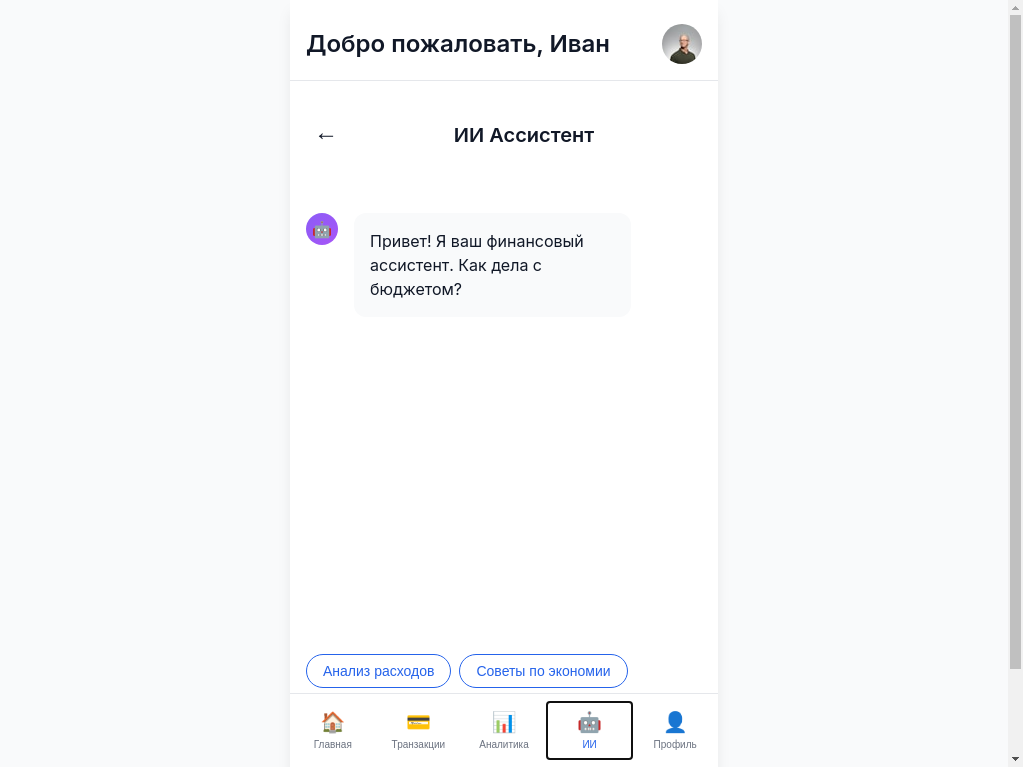 Добро пожаловать, Иван
←
ИИ Ассистент
Привет! Я ваш финансовый
ассистент. Как дела с
бюджетом?
Анализ расходов
Советы по экономии
Главная
Транзакции
Аналитика
ИИ
Профиль